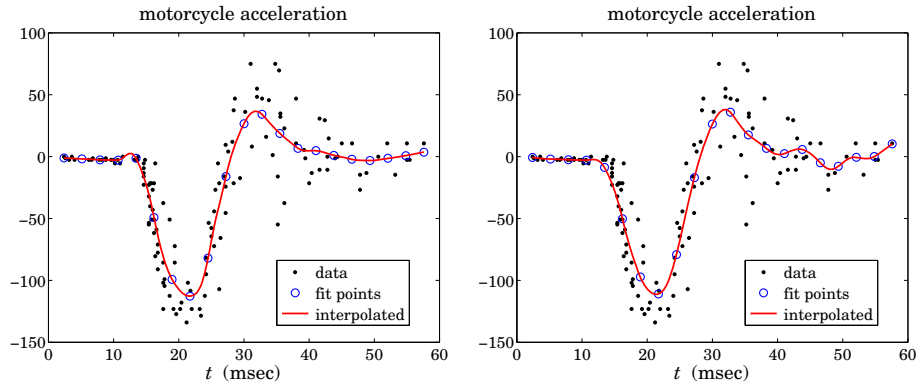 motorcycle acceleration
100
50
0
−50
−100
−150
0 10 20 30 40 50 60
t (msec)
data
fit points
interpolated
motorcycle acceleration
100
50
0
−50
−100
−150
0 10 20 30 40 50 60
t (msec)
data
fit points
interpolated